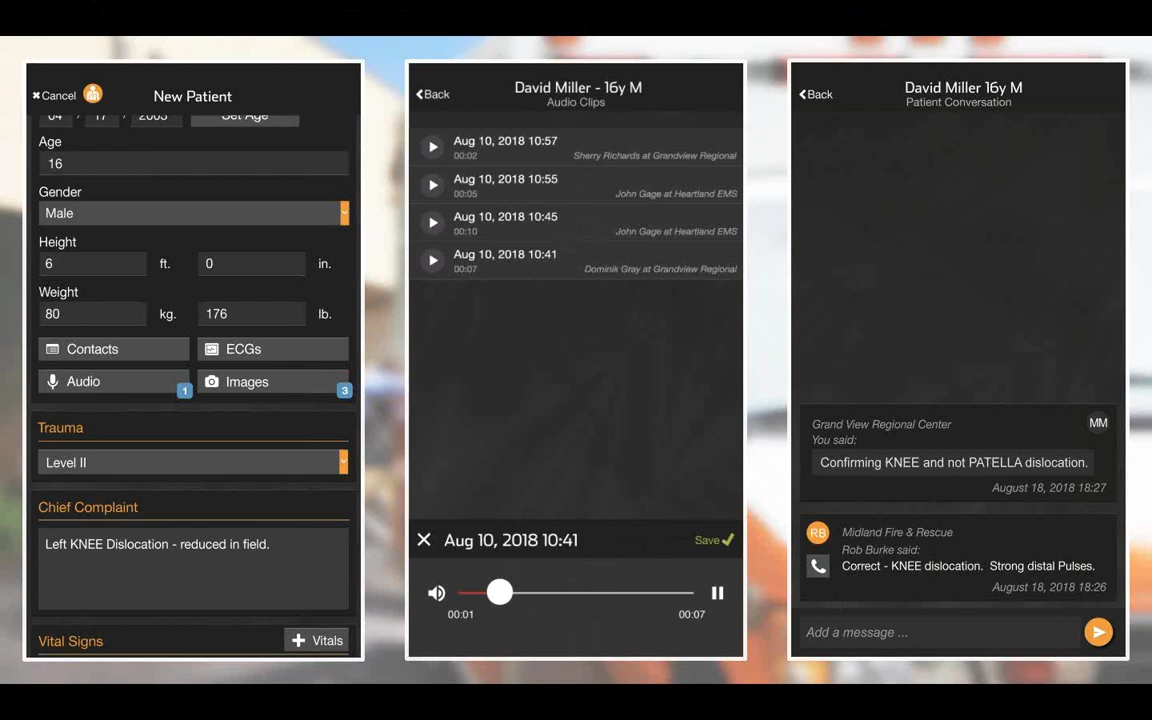 Cancel
New Patient
Set Age
Age
16
Gender
Male
Height
6 ft. 0 in.
Weight
80 kg. 176 lb.
Contacts ECGs
Audio 1 Images 3
Trauma
Level II
Chief Complaint
Left KNEE Dislocation - reduced in field.
Vital Signs + Vitals
Back
David Miller - 16y M
Audio Clips
Aug 10, 2018 10:57
00:02 Sherry Richards at Grandview Regional
Aug 10, 2018 10:55
00:05 John Gage at Heartland EMS
Aug 10, 2018 10:45
00:10 John Gage at Heartland EMS
Aug 10, 2018 10:41
00:07 Dominik Gray at Grandview Regional
Aug 10, 2018 10:41 Save
00:01 00:07
Back
David Miller 16y M
Patient Conversation
Grand View Regional Center MM
You said:
Confirming KNEE and not PATELLA dislocation.
August 18, 2018 18:27
RB Midland Fire & Rescue
Rob Burke said:
Correct - KNEE dislocation. Strong distal Pulses.
August 18, 2018 18:26
Add a message ...